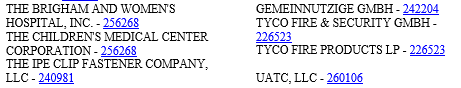 THE BRIGHAM AND WOMEN'S
HOSPITAL, INC. - 256268
THE CHILDREN'S MEDICAL CENTER
CORPORATION - 256268
THE IPE CLIP FASTENER COMPANY,
LLC - 240981
GEMEINNUTZIGE GMBH - 242204
TYCO FIRE & SECURITY GMBH -
226523
TYCO FIRE PRODUCTS LP - 226523
UATC, LLC - 260106